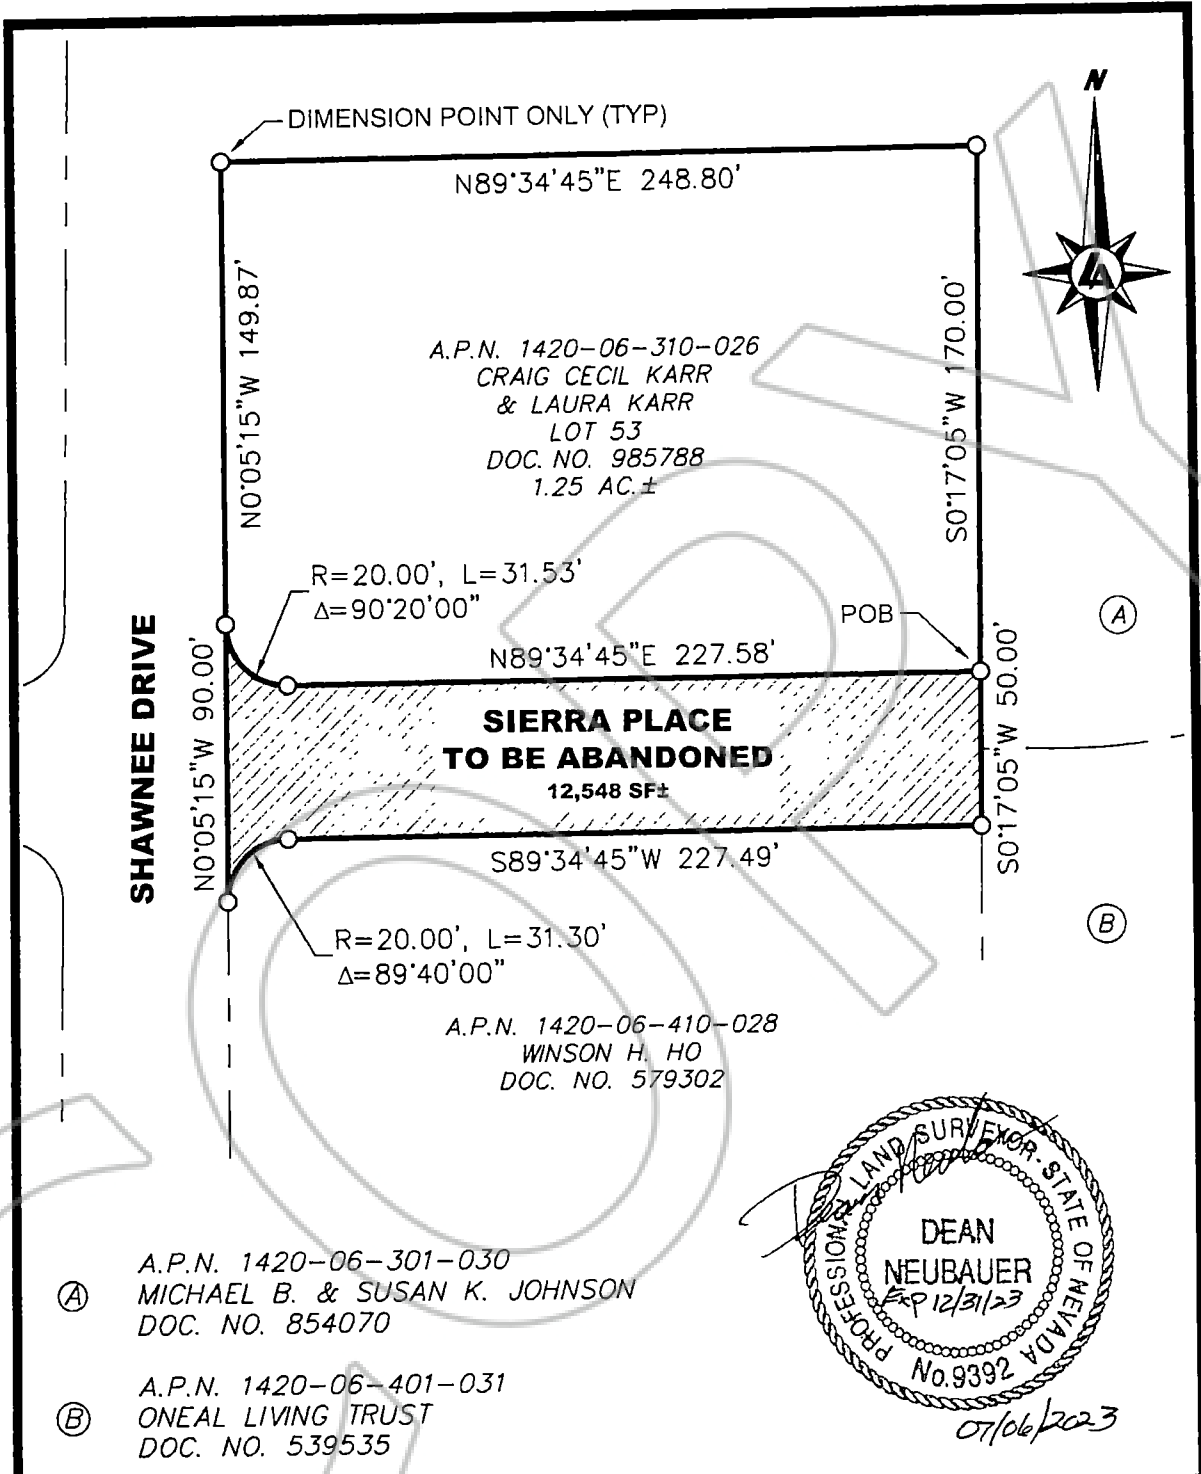 N
DIMENSION POINT ONLY (TYP)
N89°34'45"E 248.80'
N0°05'15"W 149.87'
S0°17'05"W 170.00'
A.P.N. 1420-06-310-026
CRAIG CECIL KARR
& LAURA KARR
LOT 53
DOC. NO. 985788
1.25 AC.±
R=20.00', L=31.53'
Δ=90°20'00"
POB
A
N89°34'45"E 227.58'
SHAWNEE DRIVE
N0°05'15"W 90.00'
SIERRA PLACE
TO BE ABANDONED
12,548 SF±
S0°17'05"W 50.00'
S89°34'45"W 227.49'
B
R=20.00', L=31.30'
Δ=89°40'00"
A.P.N. 1420-06-410-028
WINSON H. HO
DOC. NO. 579302
PROFESSIONAL LAND SURVEYOR-STATE OF NEVADA
DEAN
NEUBAUER
EXP 12/31/23
No.9392
07/06/2023
A
A.P.N. 1420-06-301-030
MICHAEL B. & SUSAN K. JOHNSON
DOC. NO. 854070
B
A.P.N. 1420-06-401-031
ONEAL LIVING TRUST
DOC. NO. 539535
COPY